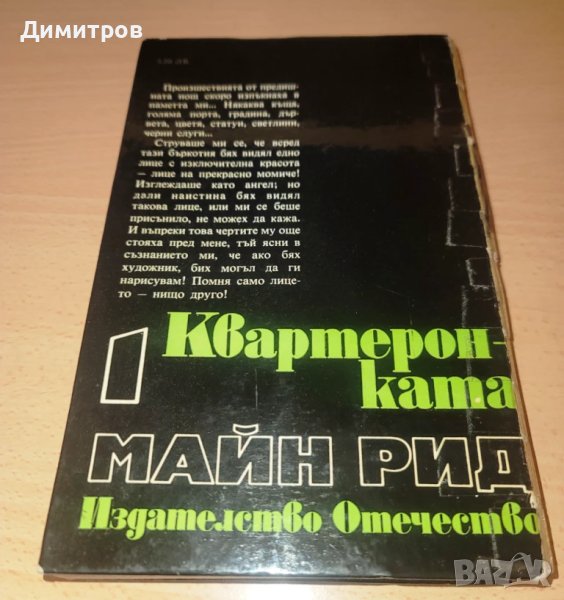 Димитров
Произшествията от предиш-
ната нощ скоро изпъкнаха в
паметта ми... Някаква къща,
голяма порта, градина, дър-
вета, цветя, статуи, светлини,
черни слуги...
Струваше ми се, че всред
тази бъркотия бях видял едно
лице с изключителна красота
— лице на прекрасно момиче!
Изглеждаше като ангел; но
дали наистина бях видял
такова лице, или ми се беше
присънило, не можех да кажа.
И въпреки това чертите му още
стояха пред мене, тъй ясни в
съзнанието ми, че ако бях
художник, бих могъл да ги
нарисувам! Помня само лице-
то — нищо друго!
1 Квартерон-
ката
МАЙН РИД
Издателство Отечество
BAZAR